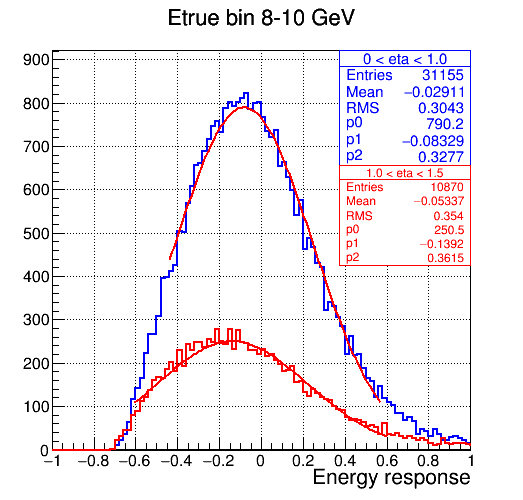 Etrue bin 8-10 GeV
0 < eta < 1.0
Entries 31155
Mean −0.02911
RMS 0.3043
p0 790.2
p1 −0.08329
p2 0.3277
1.0 < eta < 1.5
Entries 10870
Mean −0.05337
RMS 0.354
p0 250.5
p1 −0.1392
p2 0.3615
900
800
700
600
500
400
300
200
100
0
−1 −0.8 −0.6 −0.4 −0.2 0 0.2 0.4 0.6 0.8 1
Energy response